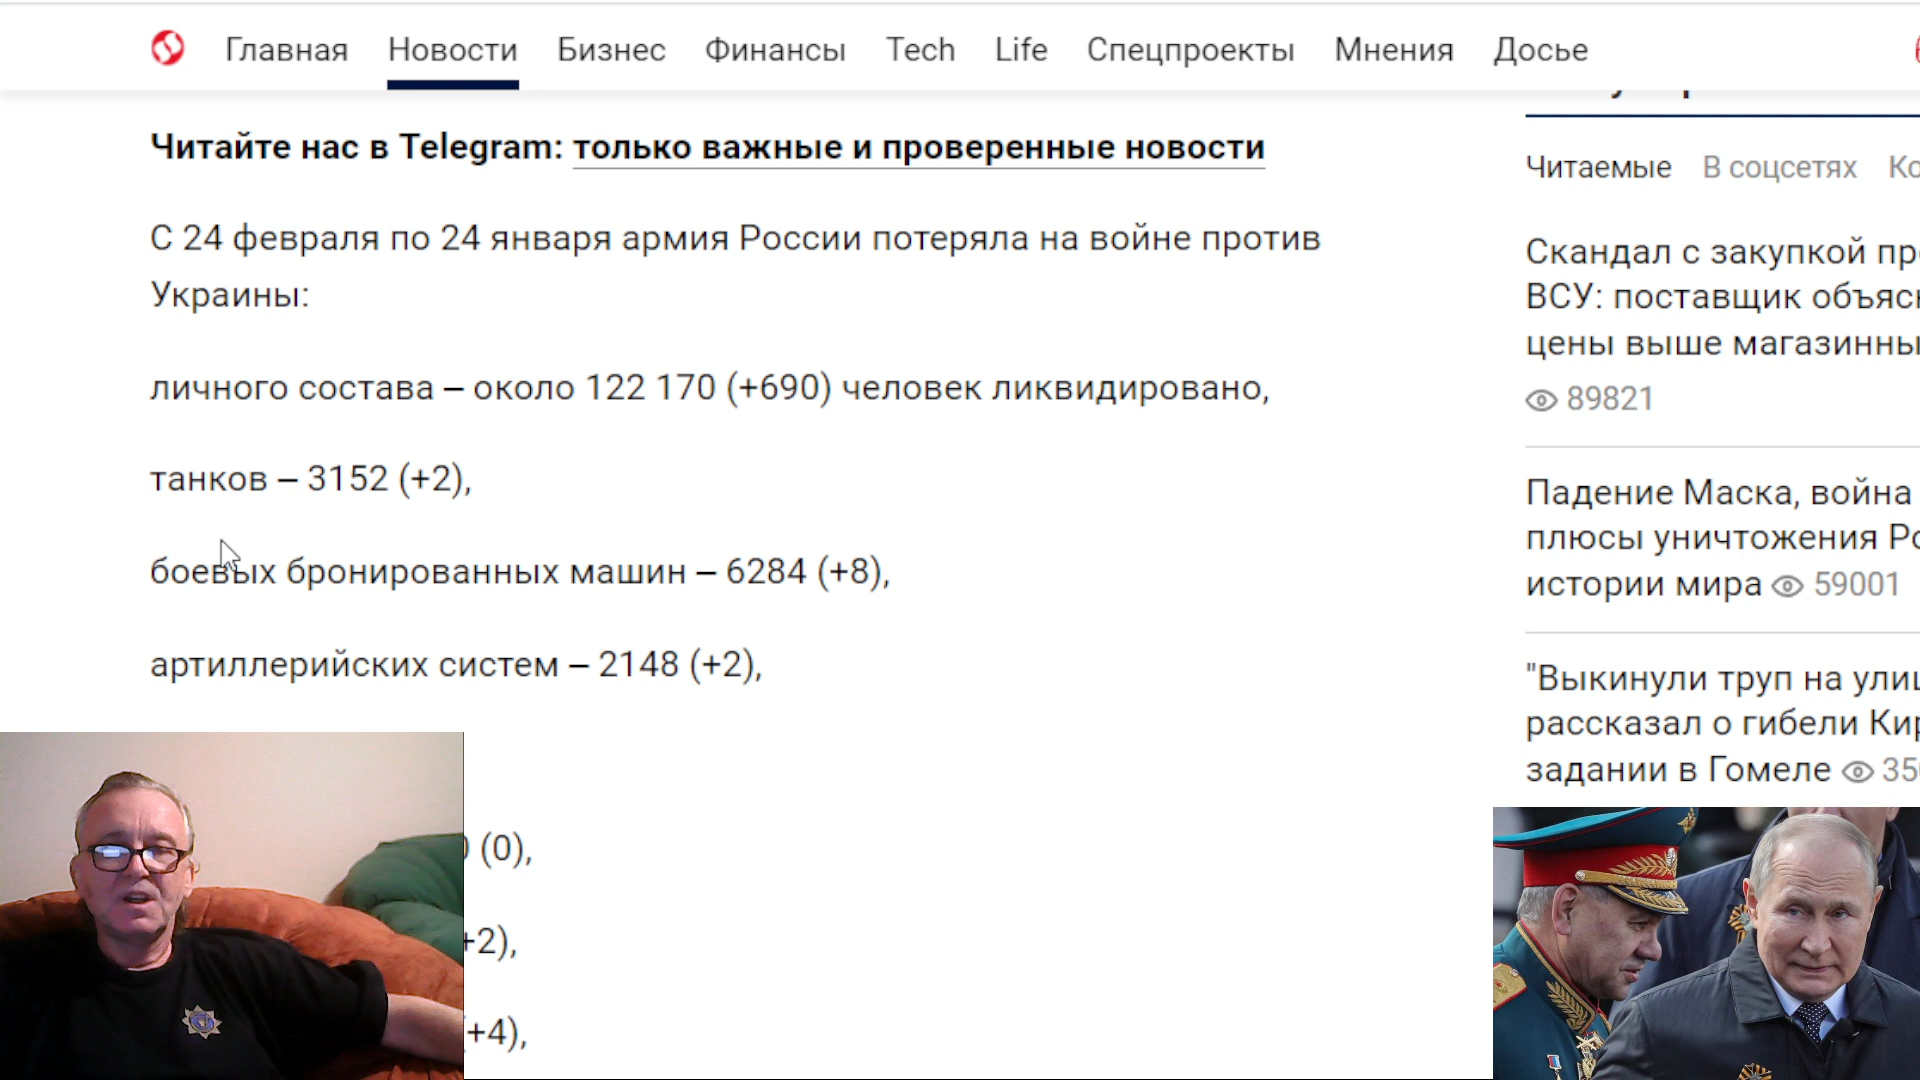 Главная Новости Бизнес Финансы Tech Life Спецпроекты Мнения Досье
Читайте нас в Telegram: только важные и проверенные новости
С 24 февраля по 24 января армия России потеряла на войне против
Украины:
личного состава – около 122 170 (+690) человек ликвидировано,
танков – 3152 (+2),
боевых бронированных машин – 6284 (+8),
артиллерийских систем – 2148 (+2),
(0),
+2),
+4),
Читаемые В соцсетях
Скандал с закупкой
ВСУ: поставщик
цены выше
89821
Падение Маска, война
плюсы уничтожения
истории мира 59001
"Выкинули труп на
рассказал о гибели
задании в Гомеле